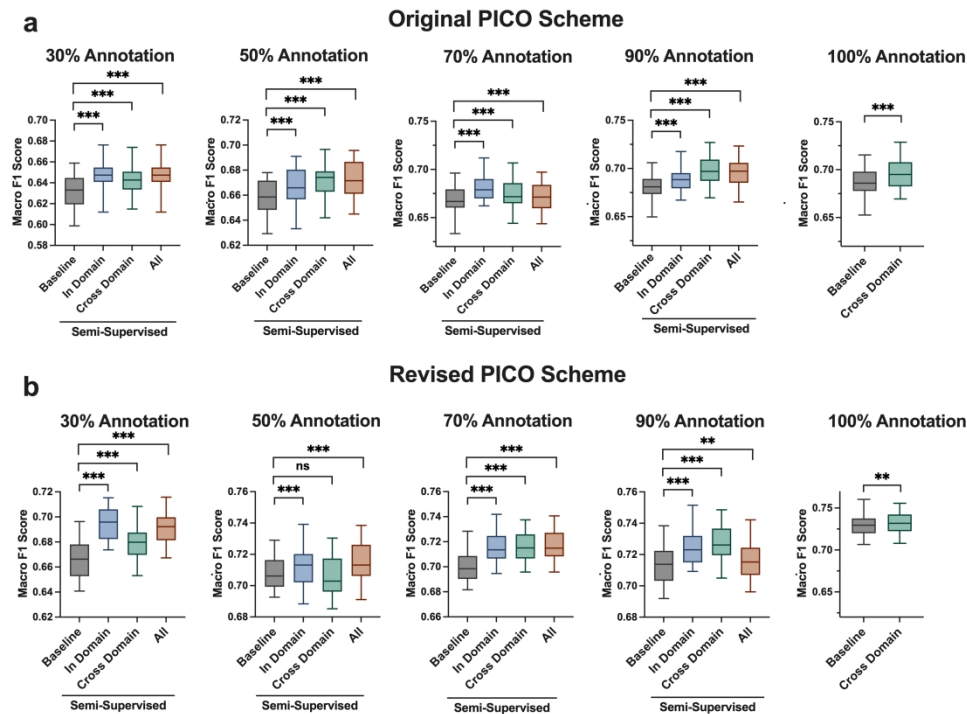 a
Original PICO Scheme
30% Annotation
50% Annotation
70% Annotation
90% Annotation
100% Annotation
***
***
***
***
***
***
***
***
***
***
***
***
***
Macro F1 Score
0.70
0.68
0.66
0.64
0.62
0.60
0.58
Baseline
In Domain
Cross Domain
All
Semi-Supervised
Macro F1 Score
0.72
0.70
0.68
0.66
0.64
0.62
Baseline
In Domain
Cross Domain
All
Semi-Supervised
Macro F1 Score
0.75
0.70
0.65
Baseline
In Domain
Cross Domain
All
Semi-Supervised
Macro F1 Score
0.75
0.70
0.65
Baseline
In Domain
Cross Domain
All
Semi-Supervised
Macro F1 Score
0.75
0.70
0.65
Baseline
Cross Domain
b
Revised PICO Scheme
30% Annotation
50% Annotation
70% Annotation
90% Annotation
100% Annotation
***
***
***
***
ns
***
***
***
***
**
***
***
**
Macro F1 Score
0.72
0.70
0.68
0.66
0.64
0.62
Baseline
In Domain
Cross Domain
All
Semi-Supervised
Macro F1 Score
0.76
0.74
0.72
0.70
0.68
Baseline
In Domain
Cross Domain
All
Semi-Supervised
Macro F1 Score
0.76
0.74
0.72
0.70
0.68
0.66
Baseline
In Domain
Cross Domain
All
Semi-Supervised
Macro F1 Score
0.76
0.74
0.72
0.70
0.68
Baseline
In Domain
Cross Domain
All
Semi-Supervised
Macro F1 Score
0.75
0.70
0.65
Baseline
Cross Domain